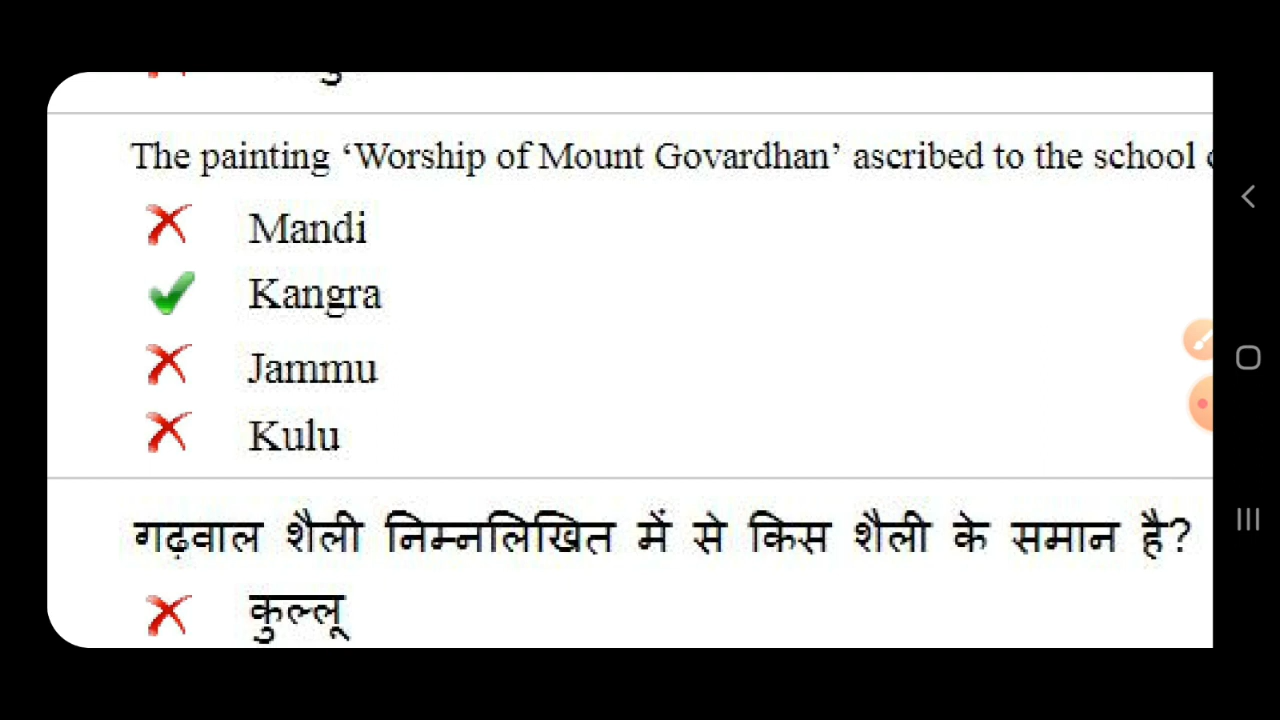 The painting ‘Worship of Mount Govardhan’ ascribed to the school
Mandi
Kangra
Jammu
Kulu
गढ़वाल शैली निम्नलिखित में से किस शैली के समान है?
कुल्लू